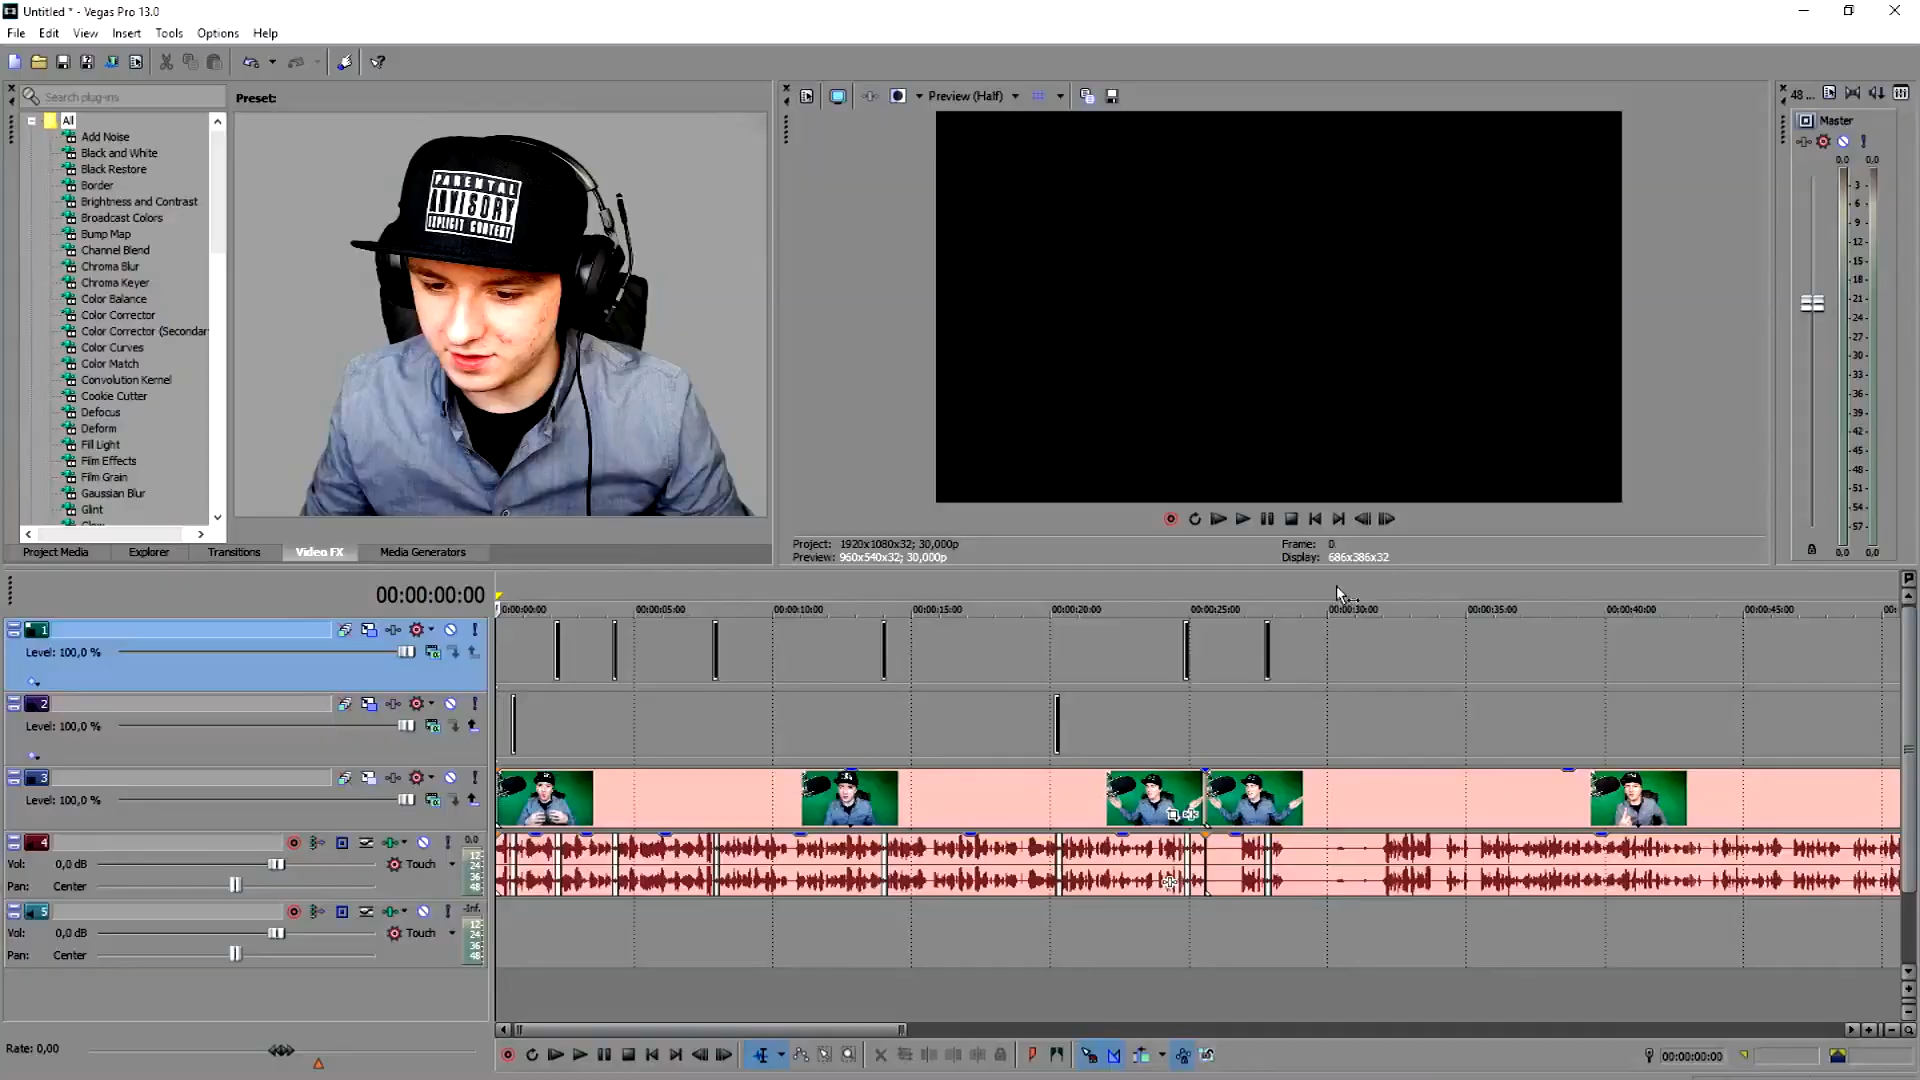 Untitled * - Vegas Pro 13.0
File Edit View Insert Tools Options Help
Search plug-ins
Preset:
Preview (Half)
48 ...
All
Add Noise
Black and White
Black Restore
Border
Brightness and Contrast
Broadcast Colors
Bump Map
Channel Blend
Chroma Blur
Chroma Keyer
Color Balance
Color Corrector
Color Corrector (Secondar
Color Curves
Color Match
Convolution Kernel
Cookie Cutter
Defocus
Deform
Fill Light
Film Effects
Film Grain
Gaussian Blur
Glint
PARENTAL
ADVISORY
EXPLICIT CONTENT
Master
0,0 0,0
- 3 -
- 6 -
- 9 -
-12-
-15-
-18-
-21-
-24-
-27-
-30-
-33-
-36-
-39-
-42-
-45-
-48-
-51-
-54-
-57-
0,0 0,0
Project Media Explorer Transitions Video FX Media Generators
Project: 1920x1080x32; 30,000p
Preview: 960x540x32; 30,000p
Frame: 0
Display: 686x386x32
00:00:00:00
0:00:00:00 00:00:05:00 00:00:10:00 00:00:15:00 00:00:20:00 00:00:25:00 00:00:30:00 00:00:35:00 00:00:40:00 00:00:45:00 00:
1
Level: 100,0 %
2
Level: 100,0 %
3
Level: 100,0 %
4
0,0
Vol: 0,0 dB Touch
Pan: Center
12
24
36
48
5
-Inf.
Vol: 0,0 dB Touch
Pan: Center
12
24
36
48
Rate: 0,00
00:00:00:00